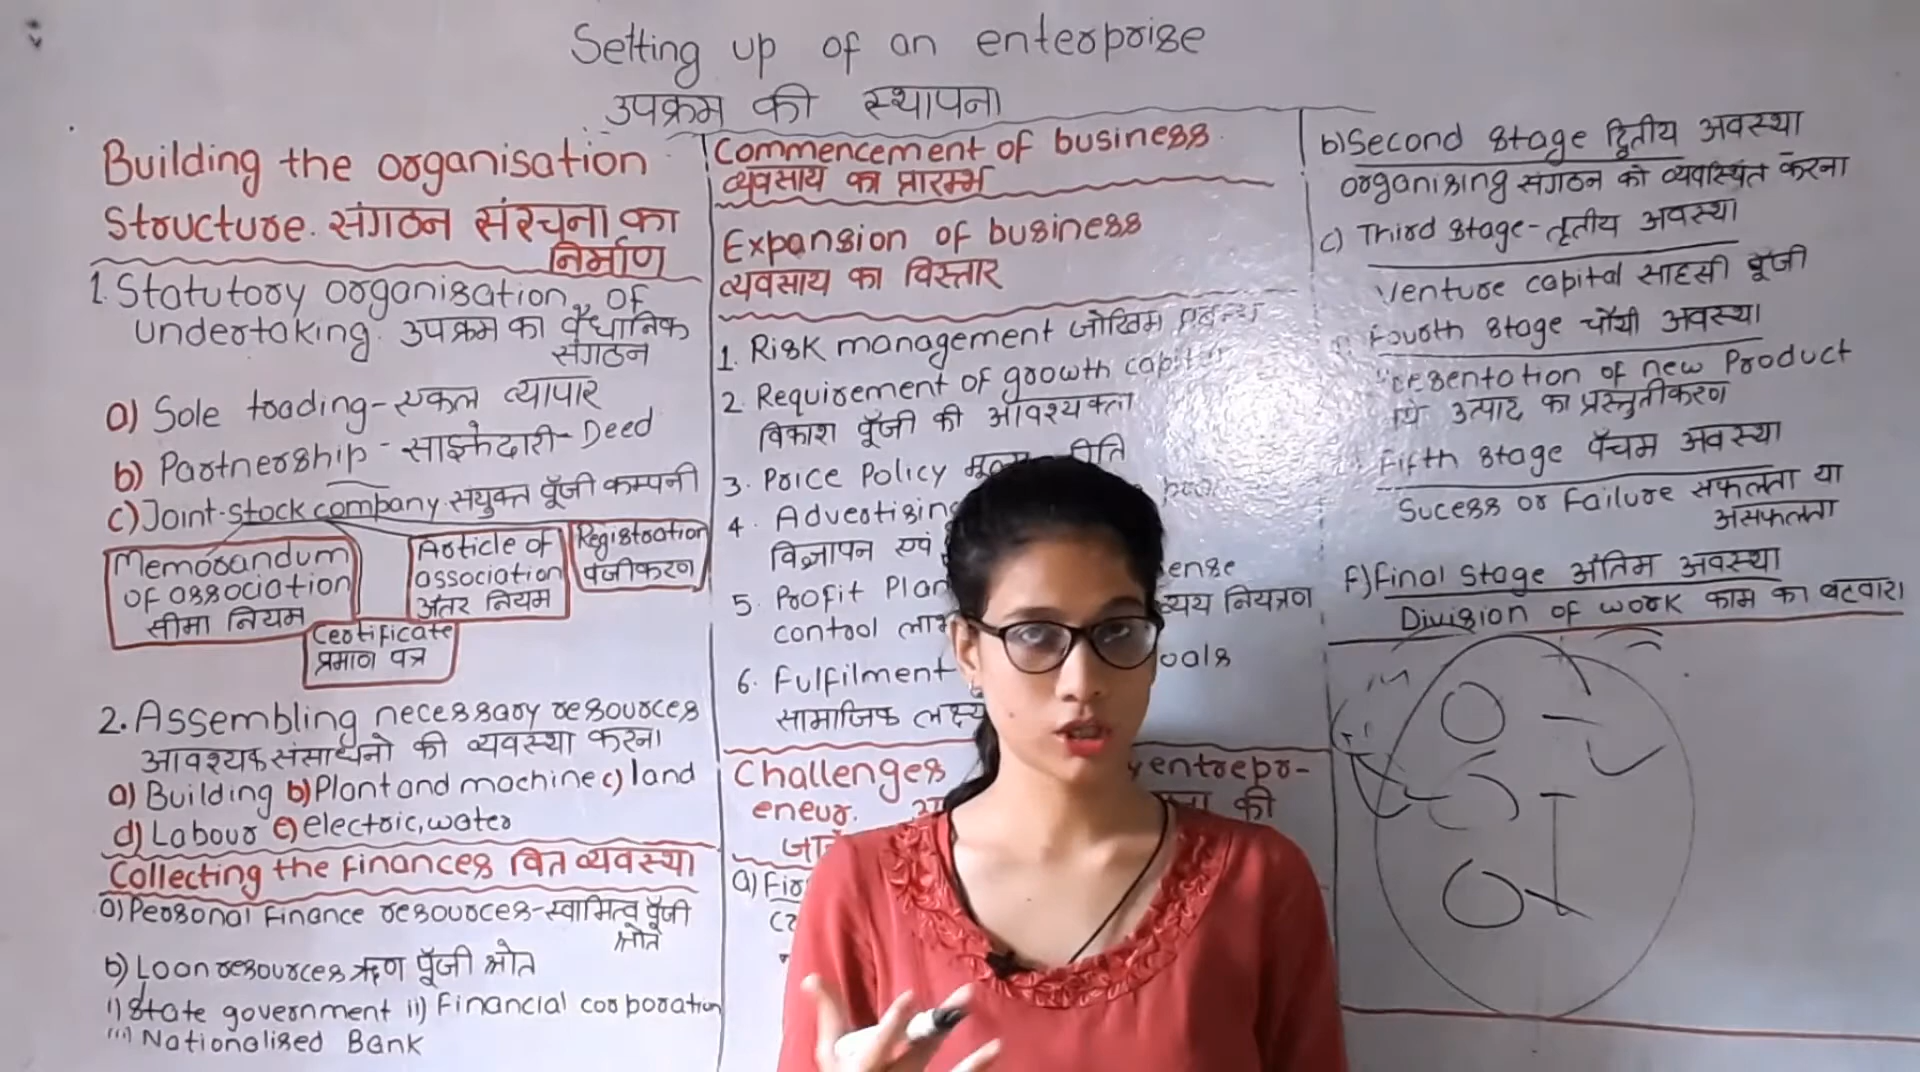 Setting up of an enterprise
उपक्रम की स्थापना
Building the organisation
Structure. संगठन संरचना का
निर्माण
1. Statutory organisation of
undertaking. उपक्रम का वैधानिक
संगठन
a) Sole trading - एकल व्यापार
b) Partnership - साझेदारी - Deed
c) Joint-stock company. संयुक्त पूँजी कम्पनी
Memorandum
of association
सीमा नियम
Article of
association
अंतर नियम
Registration
पंजीकरण
Certificate
प्रमाण पत्र
2. Assembling necessary resources
आवश्यक संसाधनो की व्यवस्था करना
a) Building b) Plant and machine c) land
d) Labour e) electric, water
Collecting the finances वित व्यवस्था
a) Personal Finance resources - स्वामित्व पूँजी
स्रोत
b) Loan resources ऋण पूँजी स्रोत
i) State government ii) Financial corporation
iii) Nationalised Bank
Commencement of business
व्यवसाय का प्रारम्भ
Expansion of business
व्यवसाय का विस्तार
1. Risk management जोखिम
2. Requirement of growth
विकाश पूँजी की आवश्यकता
3. Price Policy
4. Advertising
विज्ञापन एवं
5. Profit Plan
control
व्यय नियंत्रण
6. Fulfilment
सामाजिक
Challenges entrepr-
eneur. की
a)
b) Second stage द्वितीय अवस्था
organising संगठन को व्यवस्थित करना
c) Third stage - तृतीय अवस्था
Venture capital साहसी पूँजी
Fourth stage चौथी अवस्था
of new Product
उत्पाद का प्रस्तुतीकरण
Fifth stage पँचम अवस्था
Sucess or Failure सफलता या
असफलता
F) Final Stage अंतिम अवस्था
Division of work काम का बटवारा